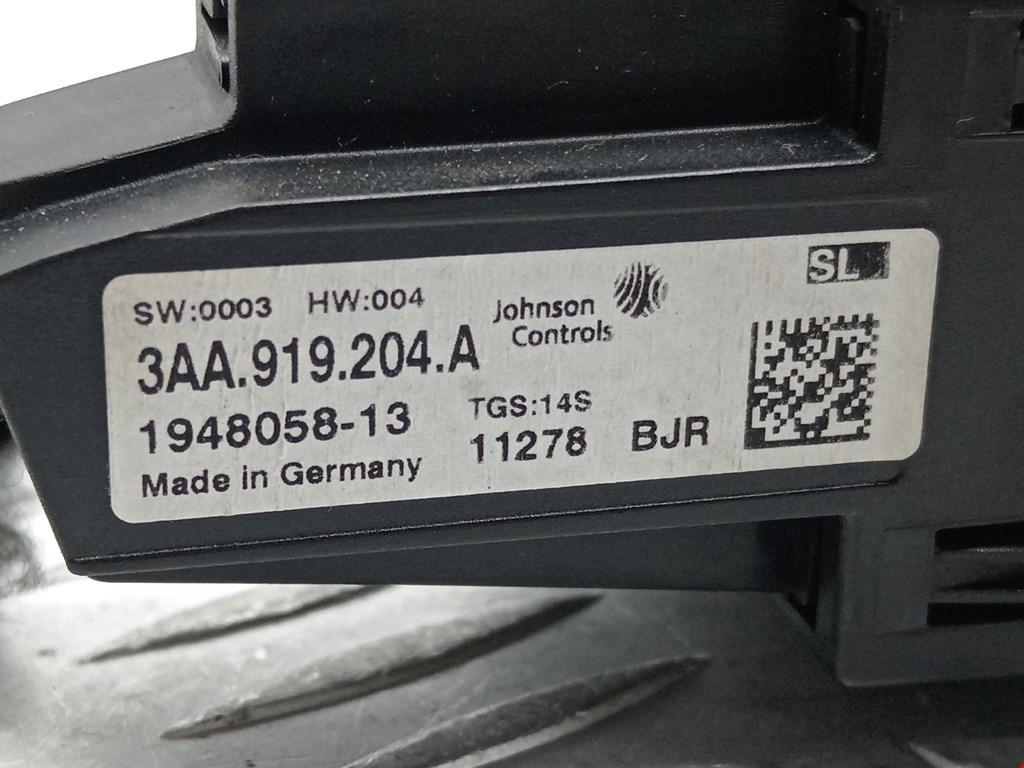 SW:0003 HW:004
Johnson
Controls
SL
3AA.919.204.A
TGS:14S
1948058-13
11278 BJR
Made in Germany